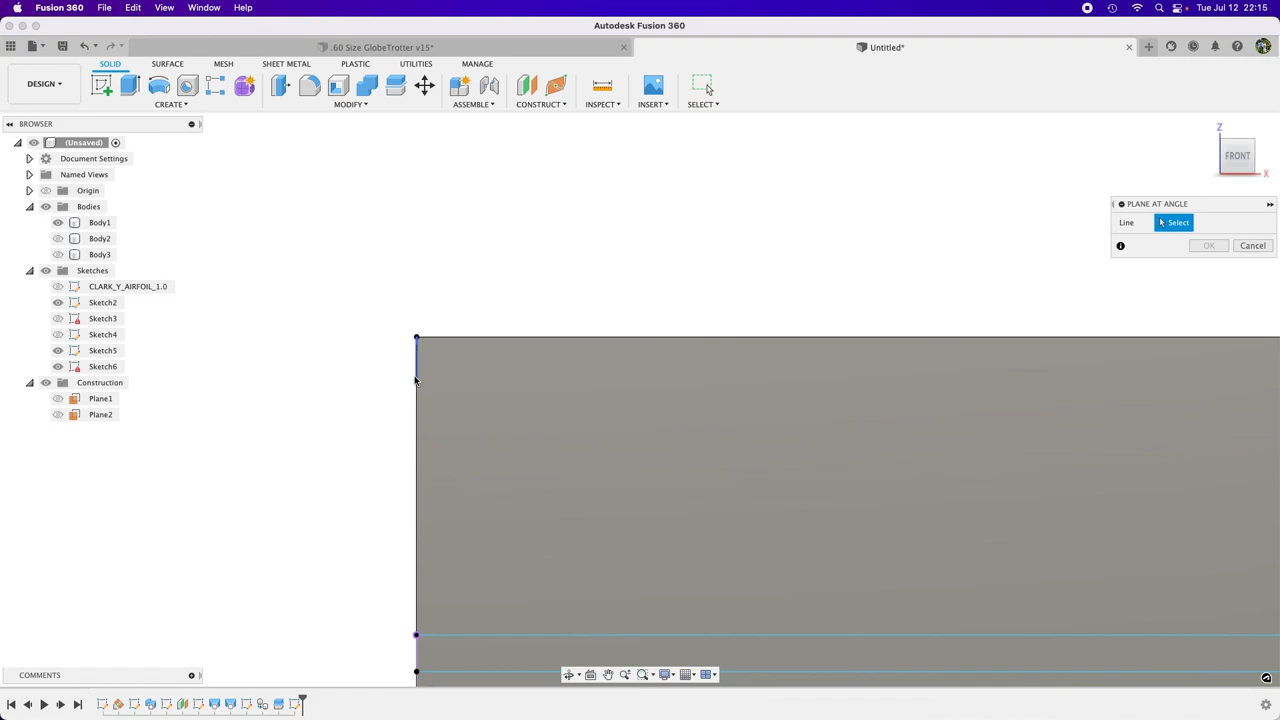 Fusion 360 File Edit View Window Help Tue Jul 12 22:15
Autodesk Fusion 360
.60 Size GlobeTrotter v15* Untitled*
SOLID SURFACE MESH SHEET METAL PLASTIC UTILITIES MANAGE
DESIGN
CREATE MODIFY ASSEMBLE CONSTRUCT INSPECT INSERT SELECT
BROWSER
(Unsaved)
Document Settings
Named Views
Origin
Bodies
Body1
Body2
Body3
Sketches
CLARK_Y_AIRFOIL_1.0
Sketch2
Sketch3
Sketch4
Sketch5
Sketch6
Construction
Plane1
Plane2
Z
FRONT
X
PLANE AT ANGLE
Line Select
OK Cancel
COMMENTS